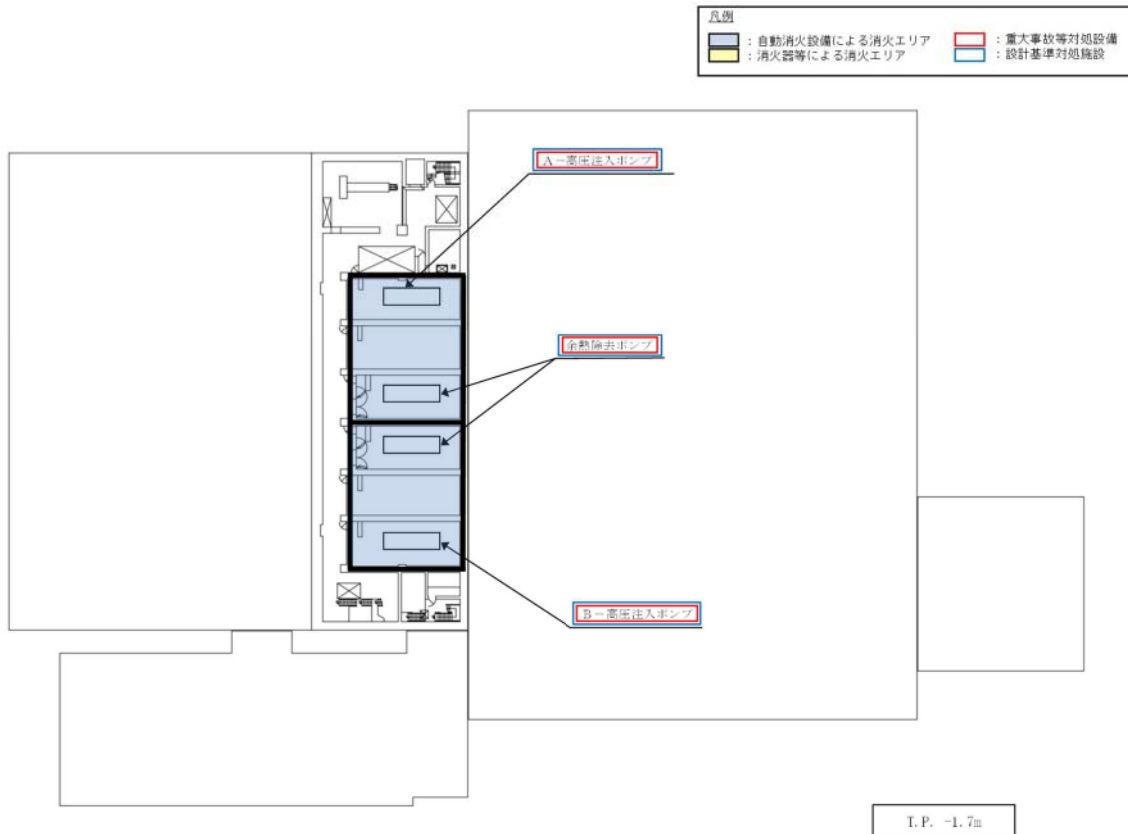 凡例
：自動消火設備による消火エリア
：重大事故等対処設備
：消火器等による消火エリア
：設計基準対処施設
A－高圧注入ポンプ
余熱除去ポンプ
B－高圧注入ポンプ
T.P. -1.7m